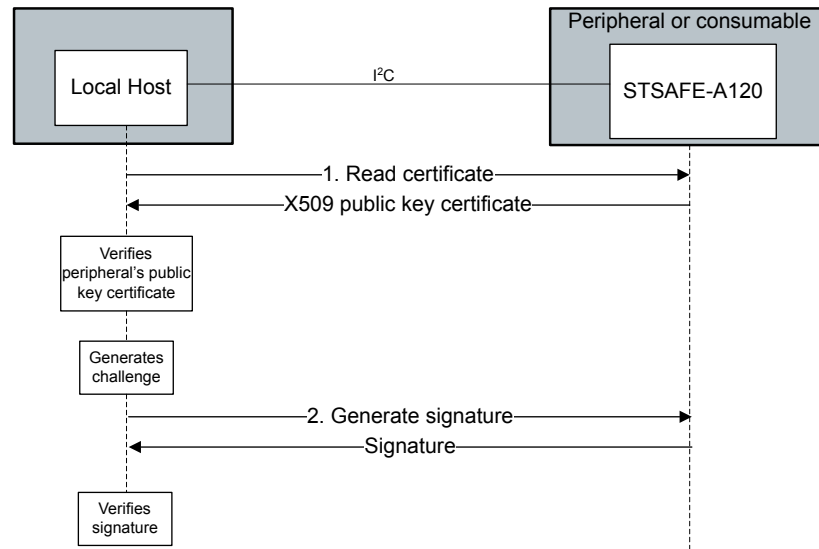 Peripheral or consumable
Local Host
I²C
STSAFE-A120
1. Read certificate
X509 public key certificate
Verifies
peripheral’s public
key certificate
Generates
challenge
2. Generate signature
Signature
Verifies
signature